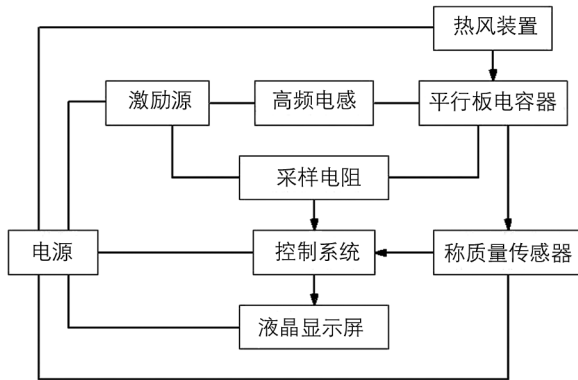 热风装置
激励源
高频电感
平行板电容器
采样电阻
电源
控制系统
称质量传感器
液晶显示屏